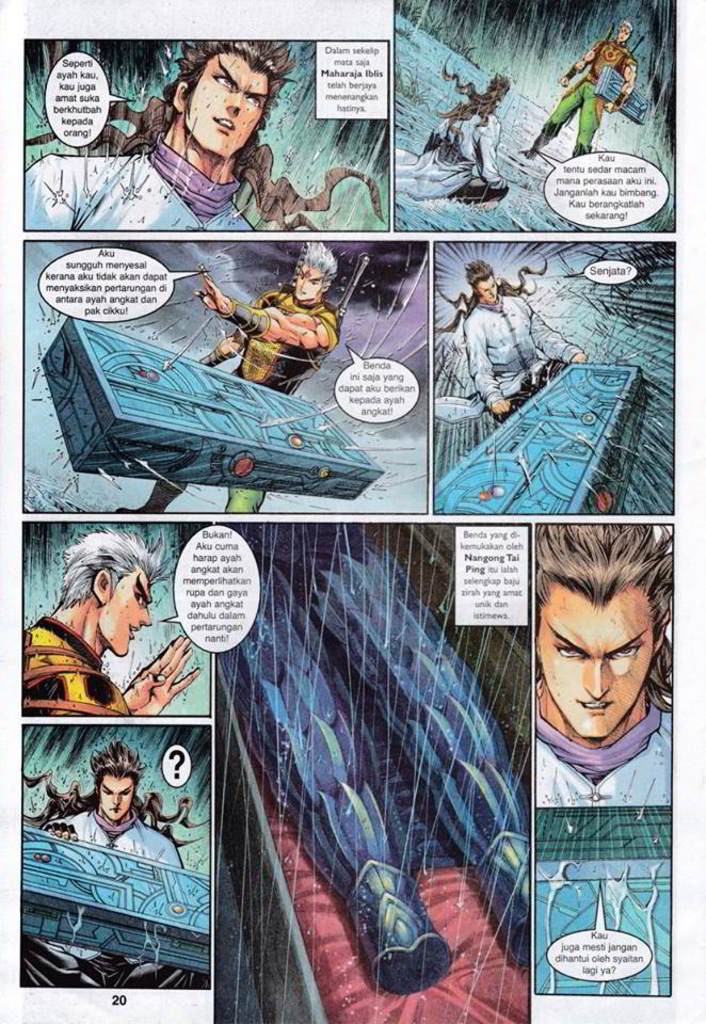 Seperti
ayah kau,
kau juga
amat suka
berkhutbah
kepada
orang!
Dalam sekelip
mata saja
Maharaja Iblis
telah berjaya
menenangkan
hatinya.
Kau
tentu sedar macam
mana perasaan aku ini.
Janganlah kau bimbang.
Kau berangkatlah
sekarang!
Aku
sungguh menyesal
kerana aku tidak akan dapat
menyaksikan pertarungan di
antara ayah angkat dan
pak cikku!
Benda
ini saja yang
dapat aku berikan
kepada ayah
angkat!
Senjata?
Bukan!
Aku cuma
harap ayah
angkat akan
memperlihatkan
rupa dan gaya
ayah angkat
dahulu dalam
pertarungan
nanti!
Benda yang di-
kemukakan oleh
Nangong Tai
Ping itu ialah
selengkap baju
zirah yang amat
unik dan
istimewa.
?
Kau
juga mesti jangan
dihantui oleh syaitan
lagi ya?
20